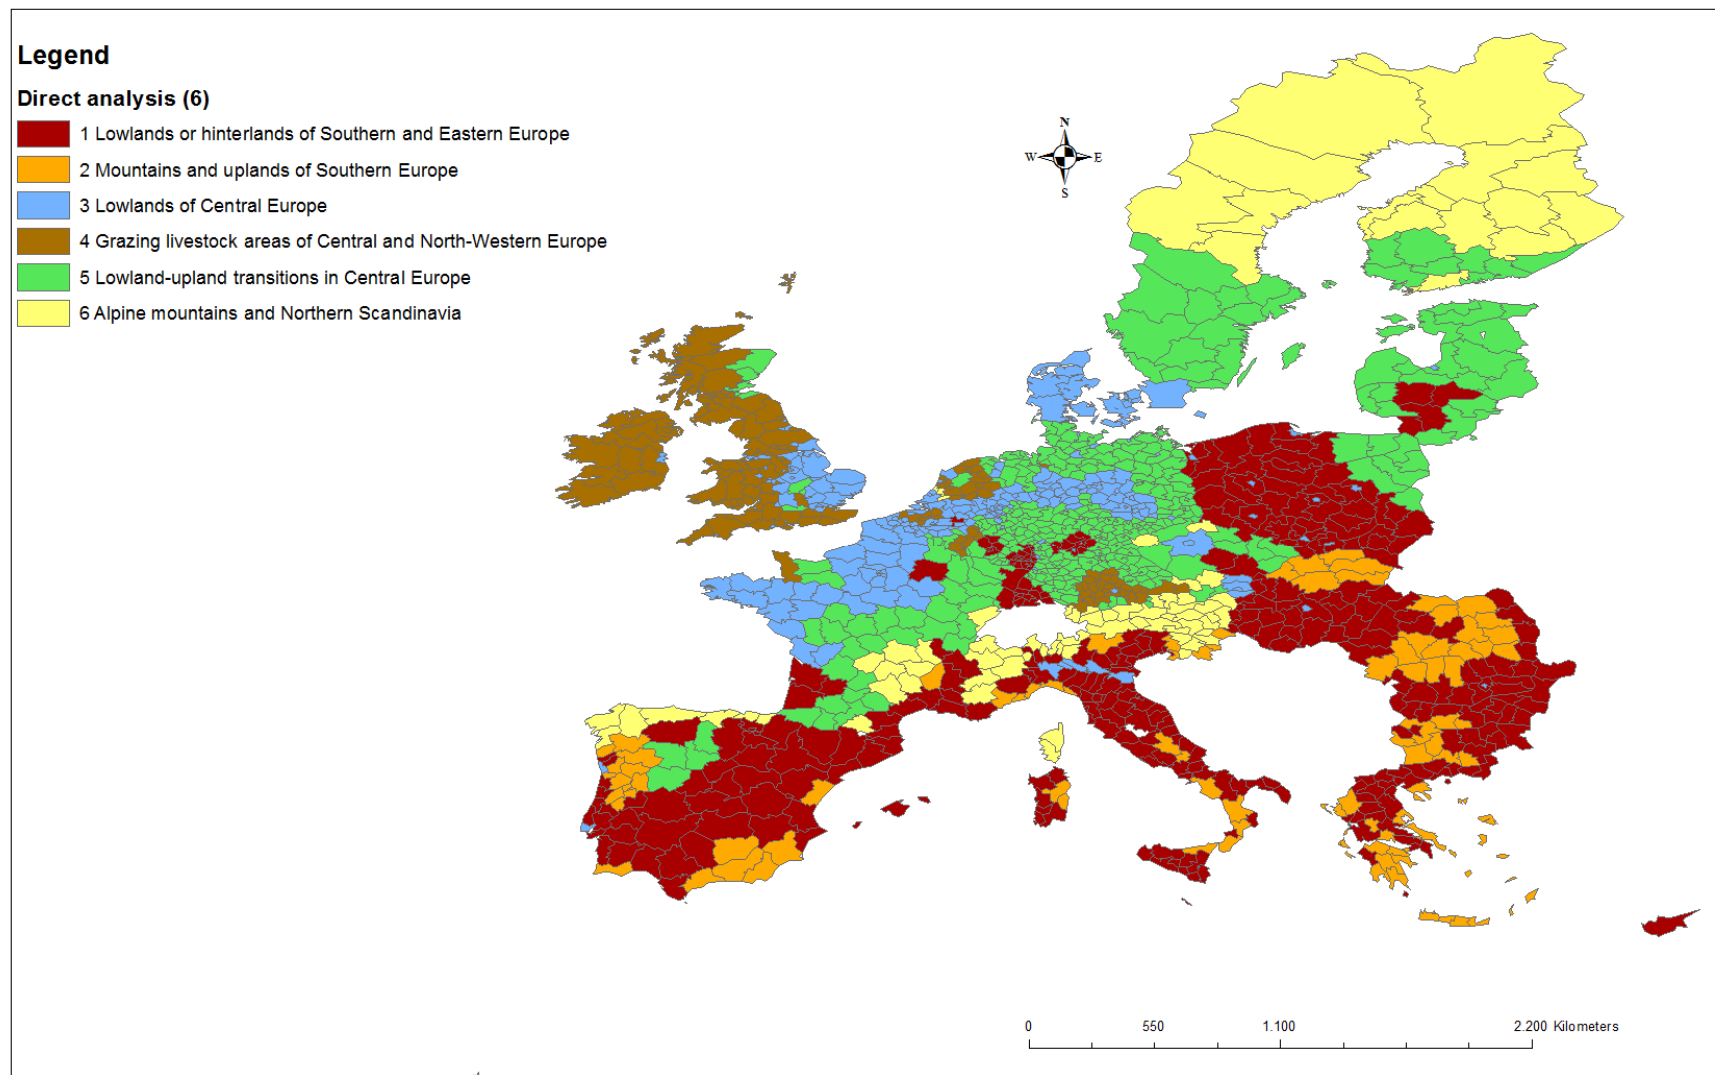 Legend
Direct analysis (6)
1 Lowlands or hinterlands of Southern and Eastern Europe
2 Mountains and uplands of Southern Europe
3 Lowlands of Central Europe
4 Grazing livestock areas of Central and North-Western Europe
5 Lowland-upland transitions in Central Europe
6 Alpine mountains and Northern Scandinavia
N
W E
S
0 550 1.100 2.200 Kilometers